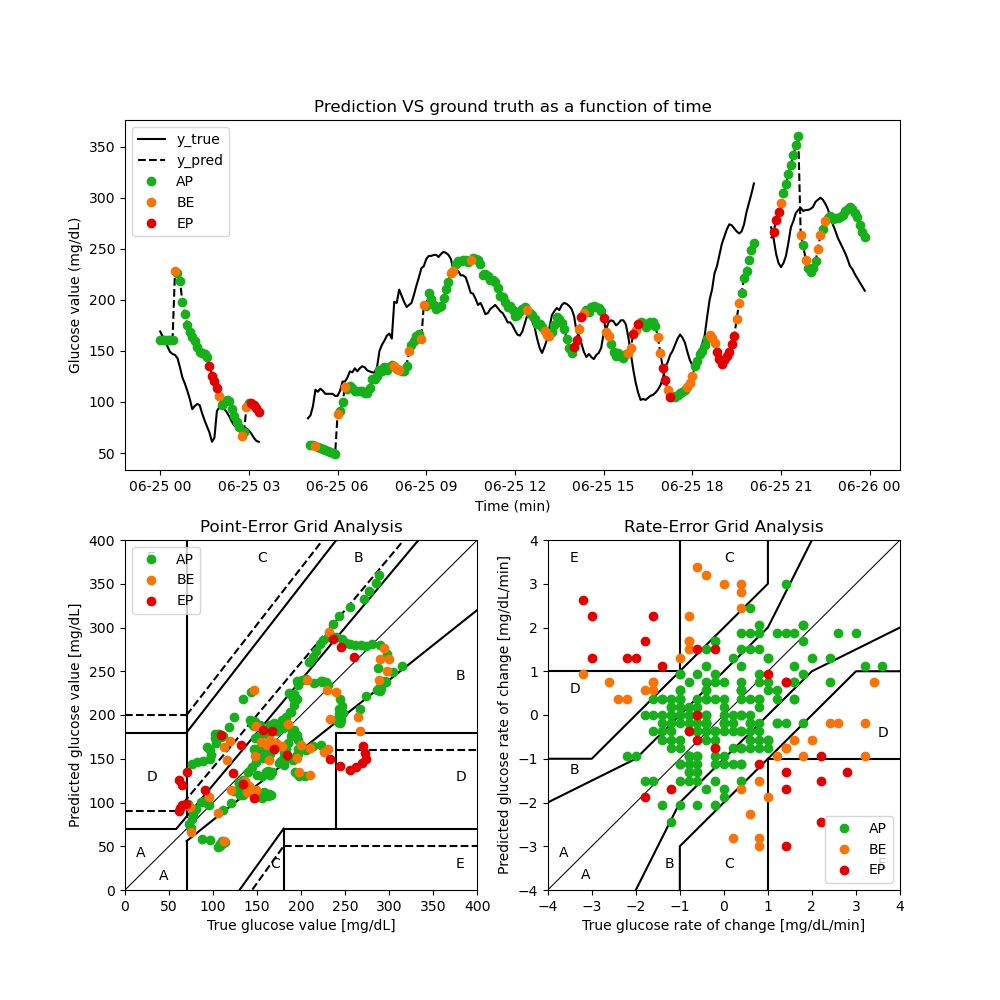 Prediction VS ground truth as a function of time
Glucose value (mg/dL)
350
300
250
200
150
100
50
y_true
y_pred
AP
BE
EP
06-25 00 06-25 03 06-25 06 06-25 09 06-25 12 06-25 15 06-25 18 06-25 21 06-26 00
Time (min)
Point-Error Grid Analysis
Predicted glucose value [mg/dL]
400
350
300
250
200
150
100
50
0
AP
BE
EP
C
B
B
D
D
A
A
C
E
0 50 100 150 200 250 300 350 400
True glucose value [mg/dL]
Rate-Error Grid Analysis
Predicted glucose rate of change [mg/dL/min]
4
3
2
1
0
−1
−2
−3
−4
E
C
D
D
B
A
A
B
C
AP
BE
EP
−4 −3 −2 −1 0 1 2 3 4
True glucose rate of change [mg/dL/min]